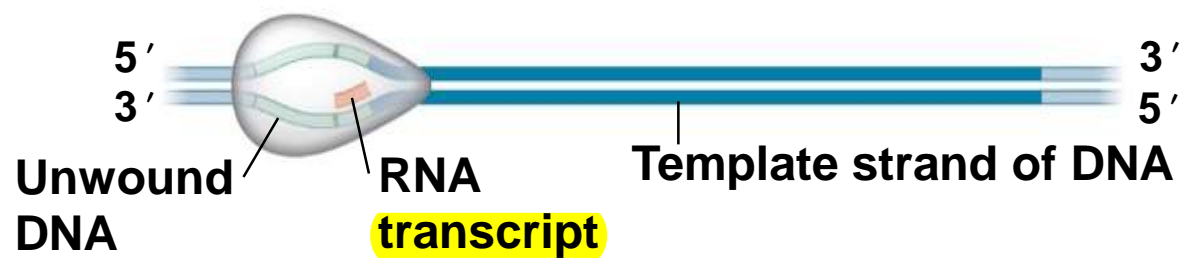 5′
3′
3′
5′
Unwound
DNA
RNA
transcript
Template strand of DNA